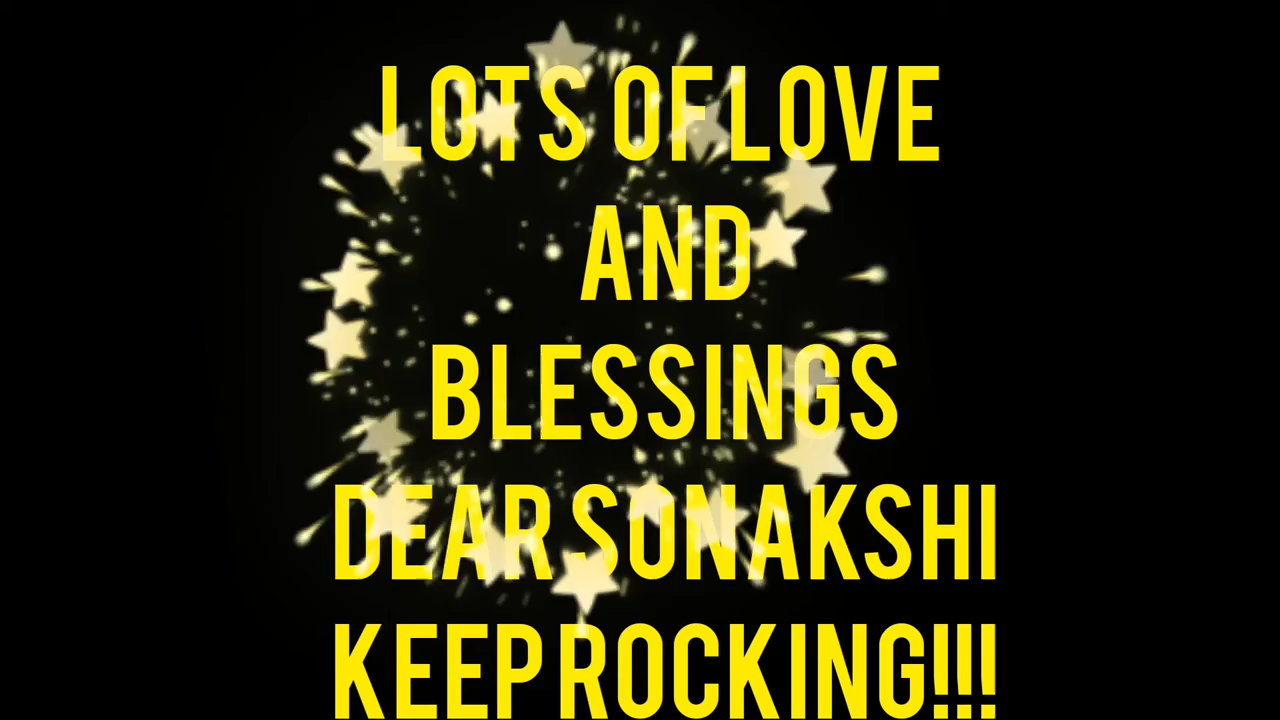 LOTS OF LOVE
AND
BLESSINGS
DEAR SONAKSHI
KEEP ROCKING!!!